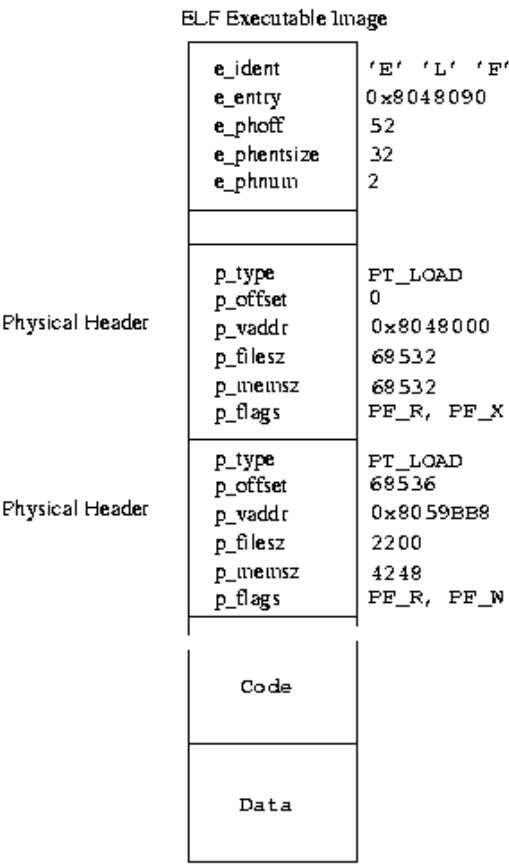 ELF Executable Image
e_ident 'E' 'L' 'F'
e_entry 0x8048090
e_phoff 52
e_phentsize 32
e_phnum 2
p_type PT_LOAD
p_offset 0
Physical Header p_vaddr 0x8048000
p_filesz 68532
p_memsz 68532
p_flags PF_R, PF_X
p_type PT_LOAD
p_offset 68536
Physical Header p_vaddr 0x8059BB8
p_filesz 2200
p_memsz 4248
p_flags PF_R, PF_W
Code
Data